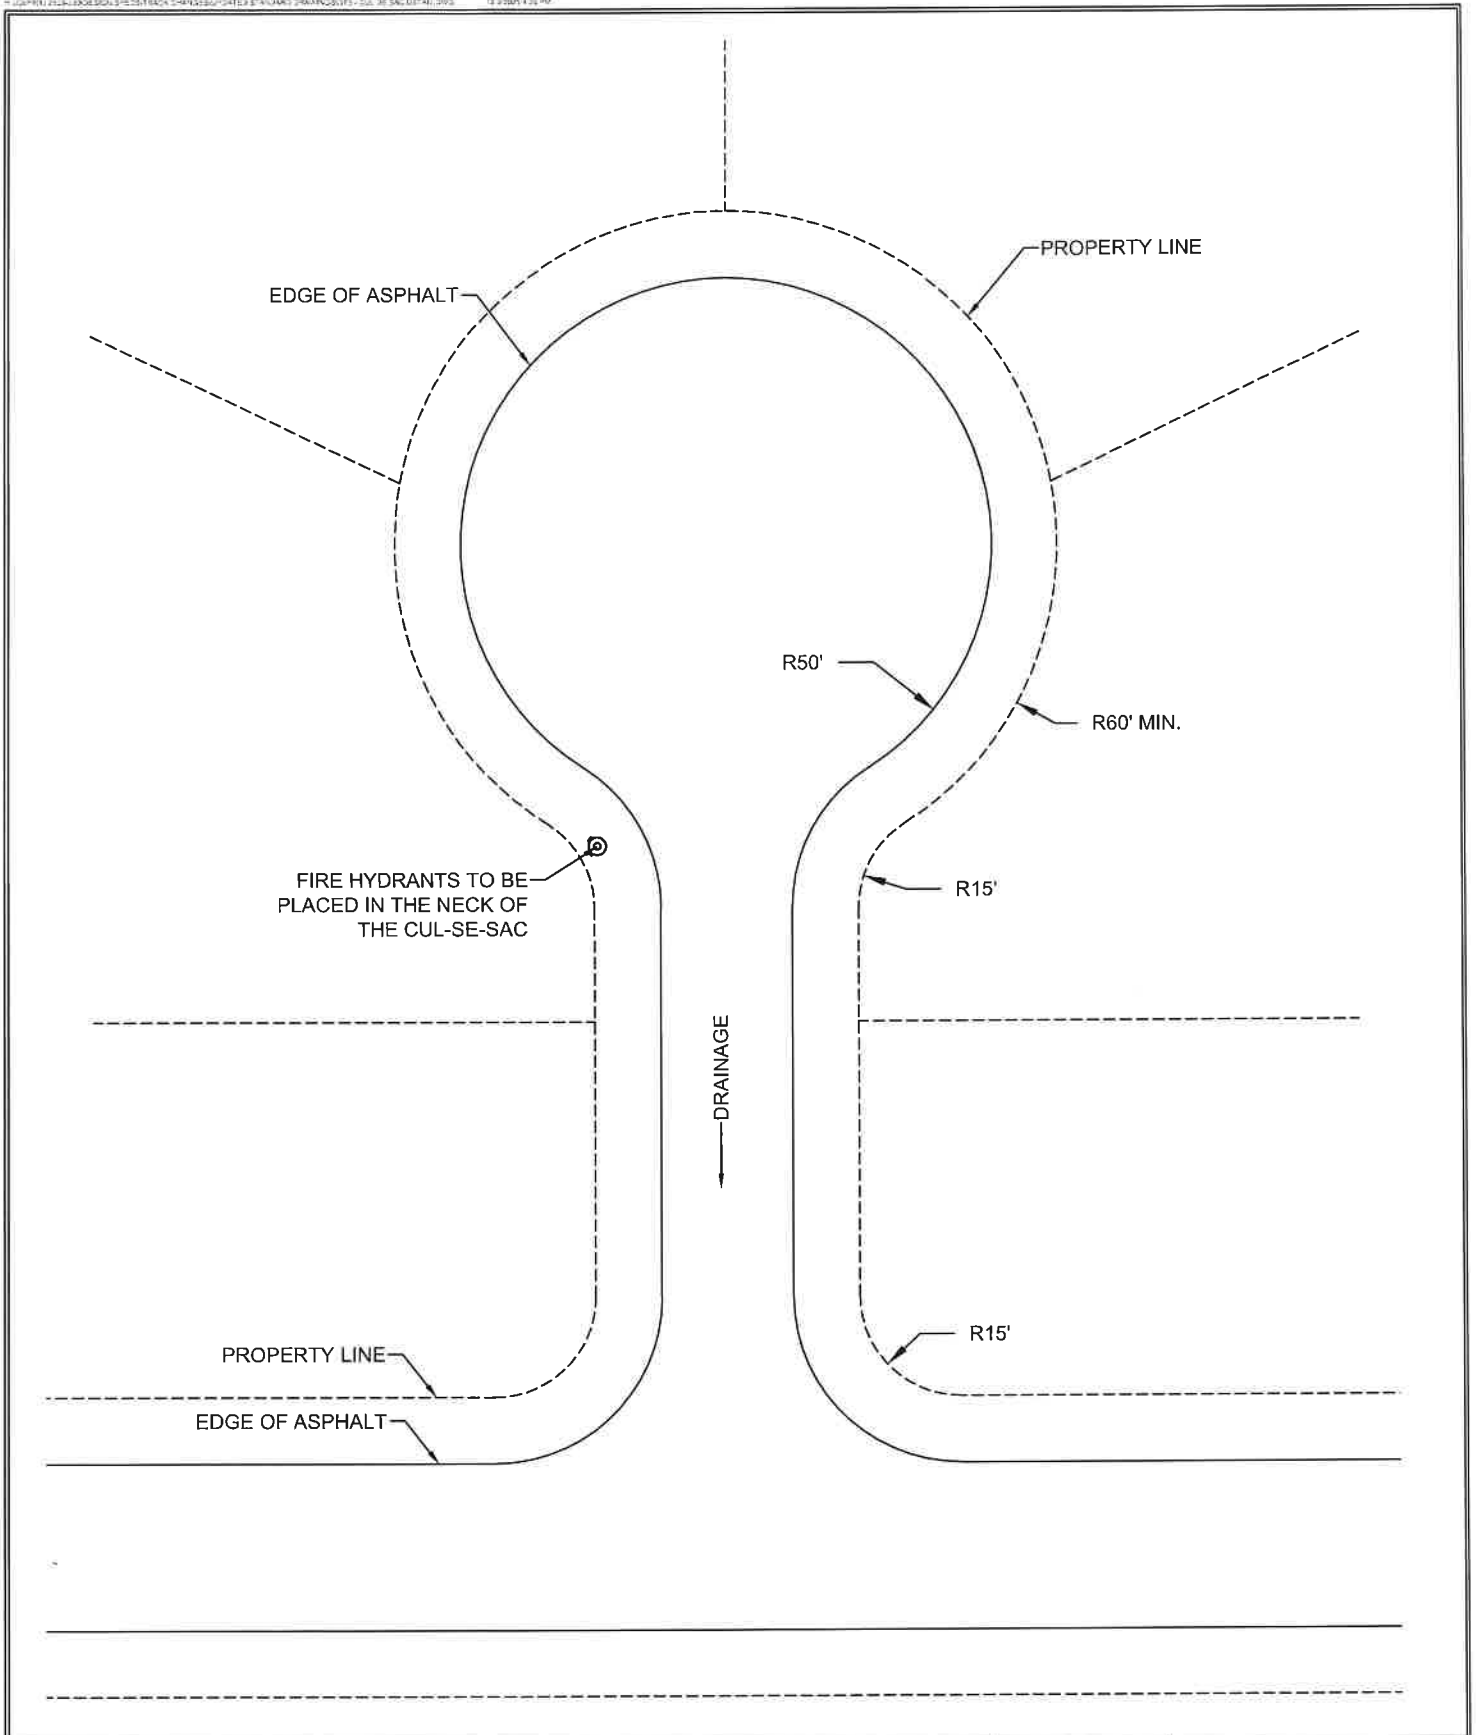 PROPERTY LINE
EDGE OF ASPHALT
R50'
R60' MIN.
FIRE HYDRANTS TO BE
PLACED IN THE NECK OF
THE CUL-SE-SAC
R15'
DRAINAGE
R15'
PROPERTY LINE
EDGE OF ASPHALT